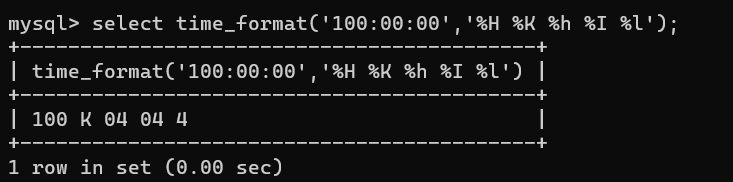 mysql> select time_format('100:00:00','%H %K %h %I %l');
+-------------------------------------------+
| time_format('100:00:00','%H %K %h %I %l') |
+-------------------------------------------+
| 100 K 04 04 4                             |
+-------------------------------------------+
1 row in set (0.00 sec)